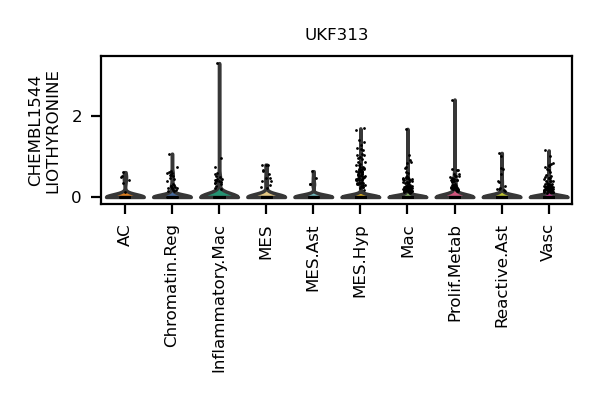 UKF313
CHEMBL1544
LIOTHYRONINE
2
0
AC
Chromatin.Reg
Inflammatory.Mac
MES
MES.Ast
MES.Hyp
Mac
Prolif.Metab
Reactive.Ast
Vasc